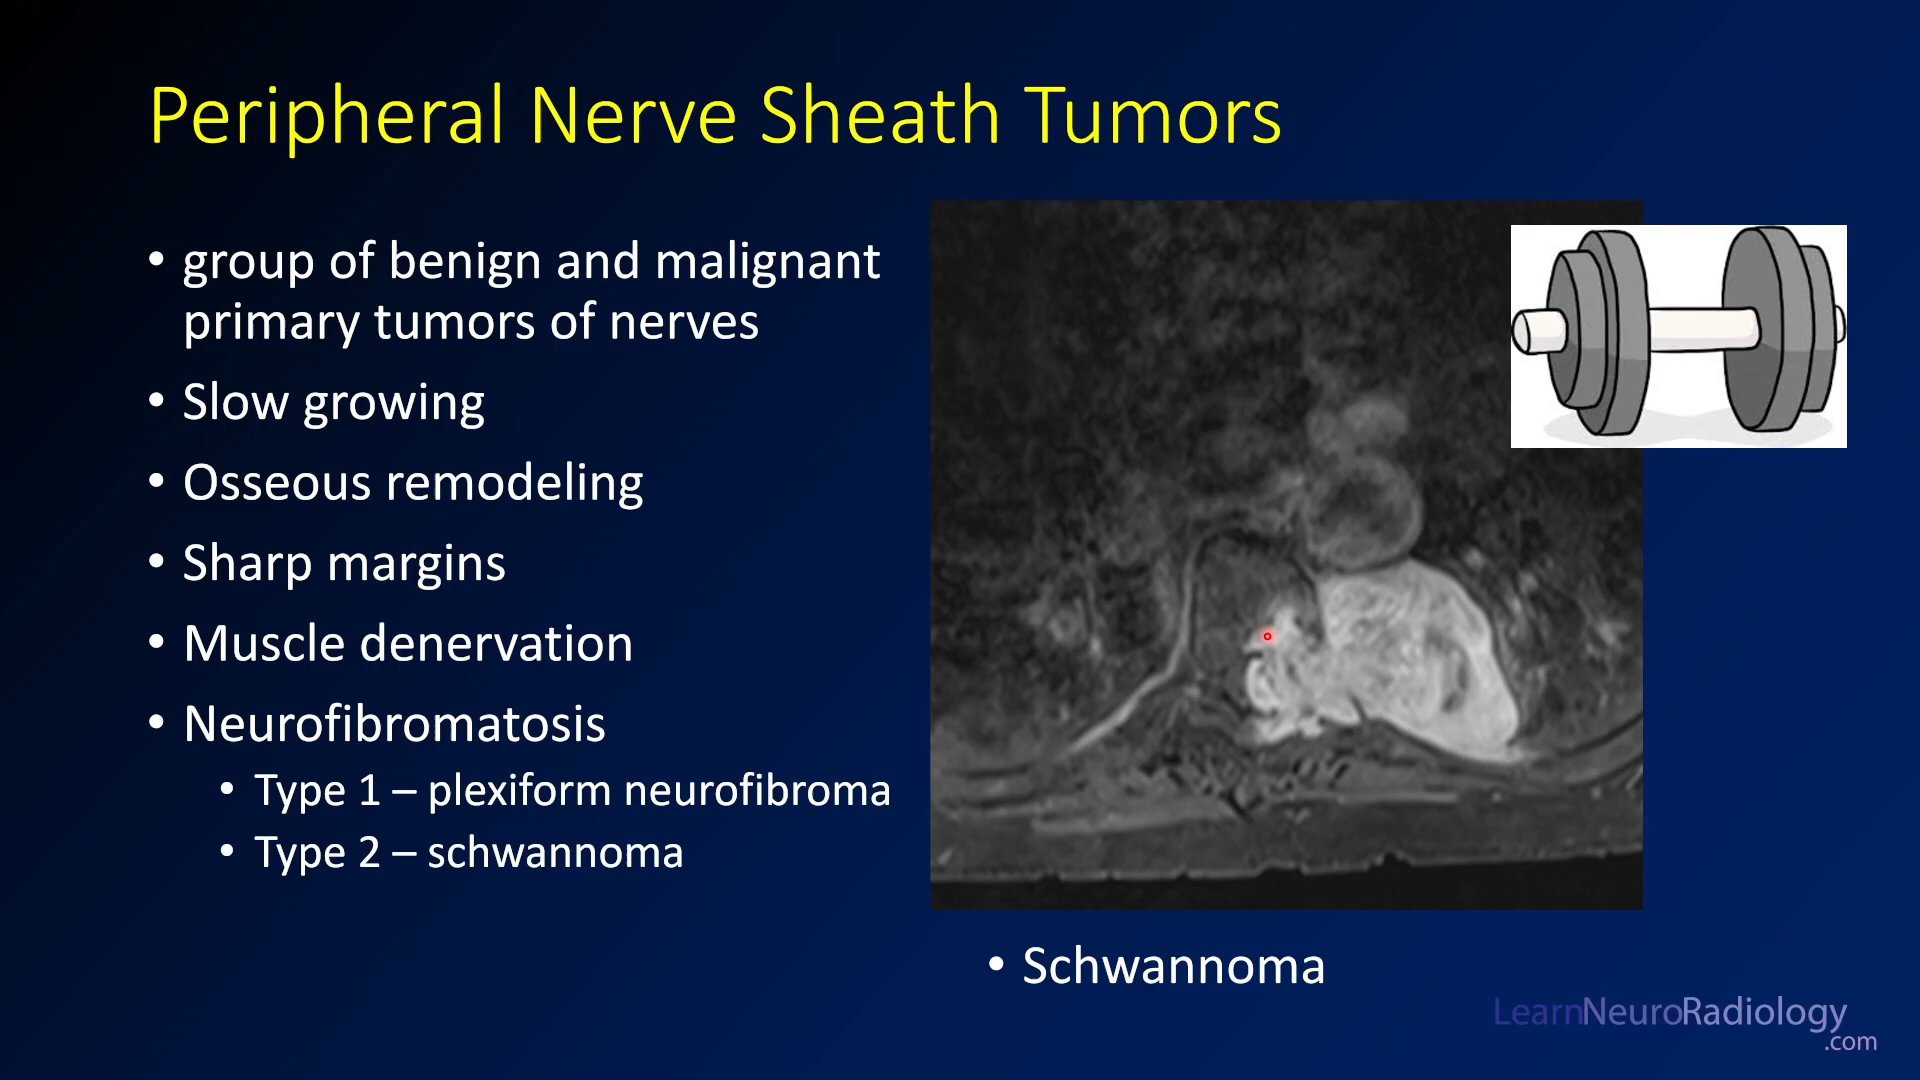 Peripheral Nerve Sheath Tumors
• group of benign and malignant
primary tumors of nerves
• Slow growing
• Osseous remodeling
• Sharp margins
• Muscle denervation
• Neurofibromatosis
• Type 1 – plexiform neurofibroma
• Type 2 – schwannoma
• Schwannoma
LearnNeuroRadiology
.com